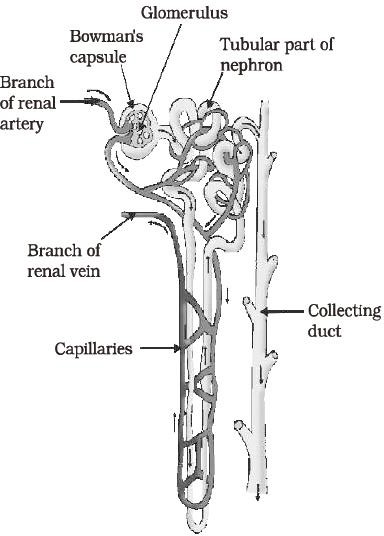 Glomerulus
Bowman's
capsule
Tubular part of
nephron
Branch
of renal
artery
Branch of
renal vein
Collecting
duct
Capillaries